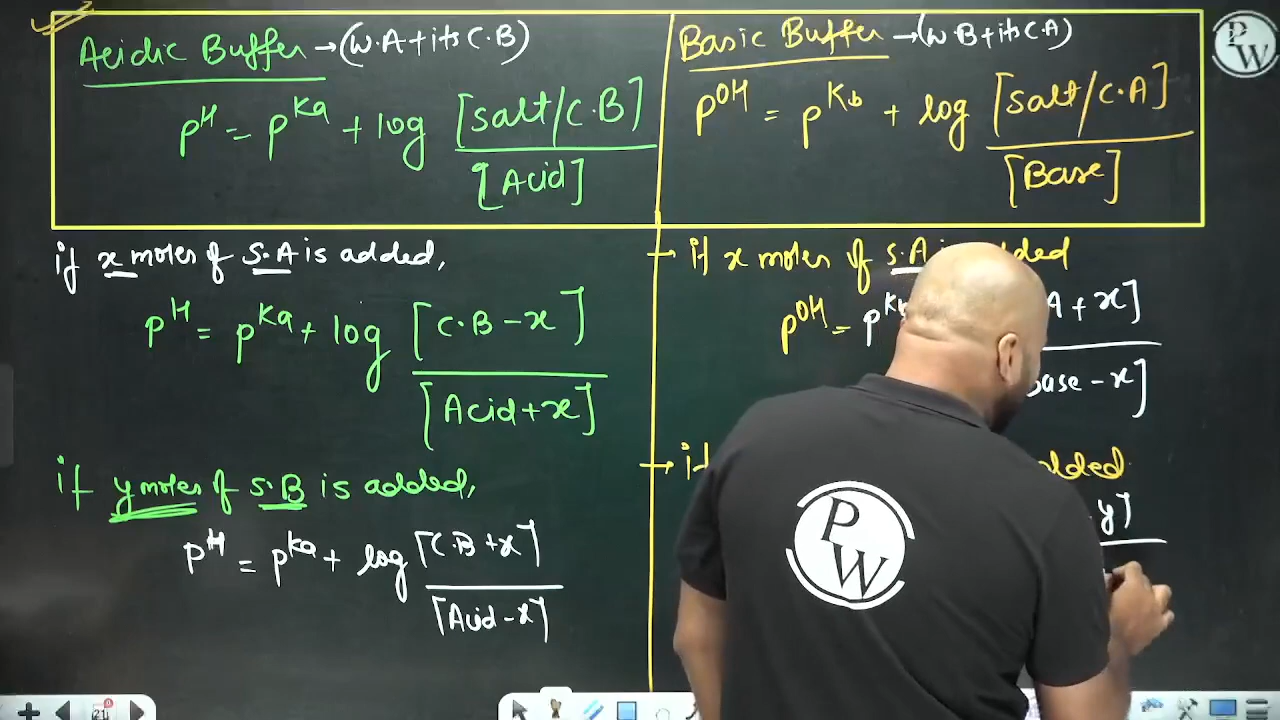 Acidic Buffer → (W.A + its C.B)
pH = pKa + log [Salt/C.B]
[Acid]
Basic Buffer → (W B + its C.A)
pOH = pKb + log [Salt/C.A]
[Base]
if x moles of S.A is added,
pH = pKa + log [C.B - x]
[Acid + x]
if y moles of S.B is added,
pH = pKa + log [C.B + x]
[Acid - x]
→ if x moles of S.A added
pOH = A + x]
- x]
→ if
y]
PW
PW
21